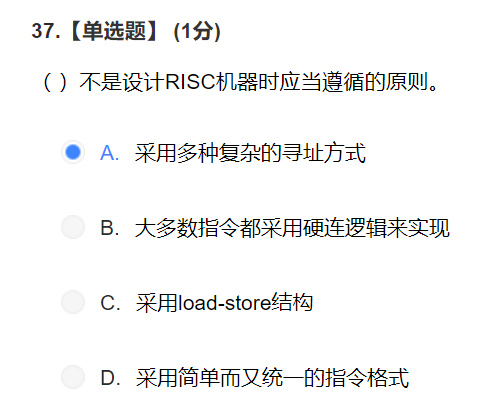 37.【单选题】 (1分)
（ ）不是设计RISC机器时应当遵循的原则。
A. 采用多种复杂的寻址方式
B. 大多数指令都采用硬连逻辑来实现
C. 采用load-store结构
D. 采用简单而又统一的指令格式